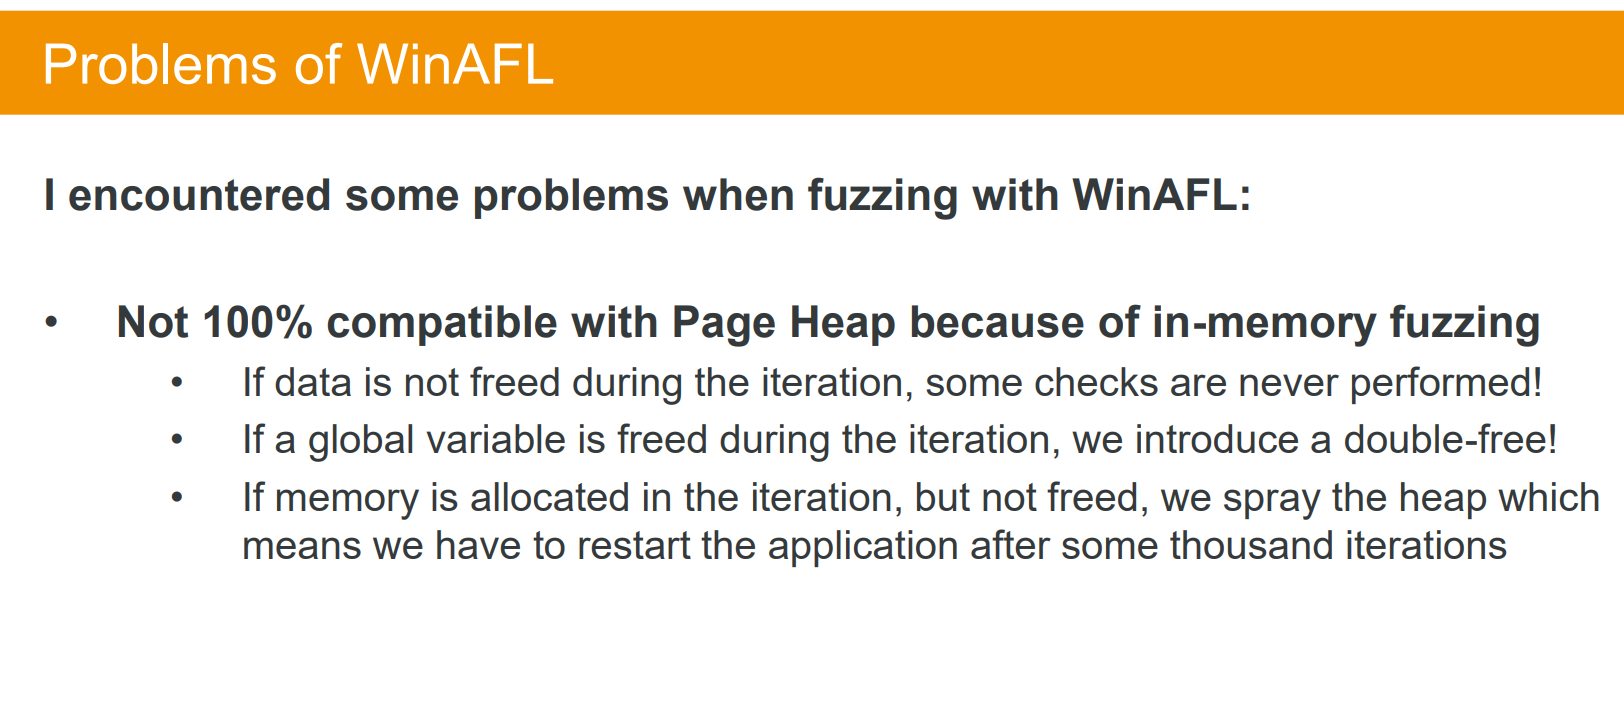 Problems of WinAFL
I encountered some problems when fuzzing with WinAFL:
• Not 100% compatible with Page Heap because of in-memory fuzzing
• If data is not freed during the iteration, some checks are never performed!
• If a global variable is freed during the iteration, we introduce a double-free!
• If memory is allocated in the iteration, but not freed, we spray the heap which
means we have to restart the application after some thousand iterations